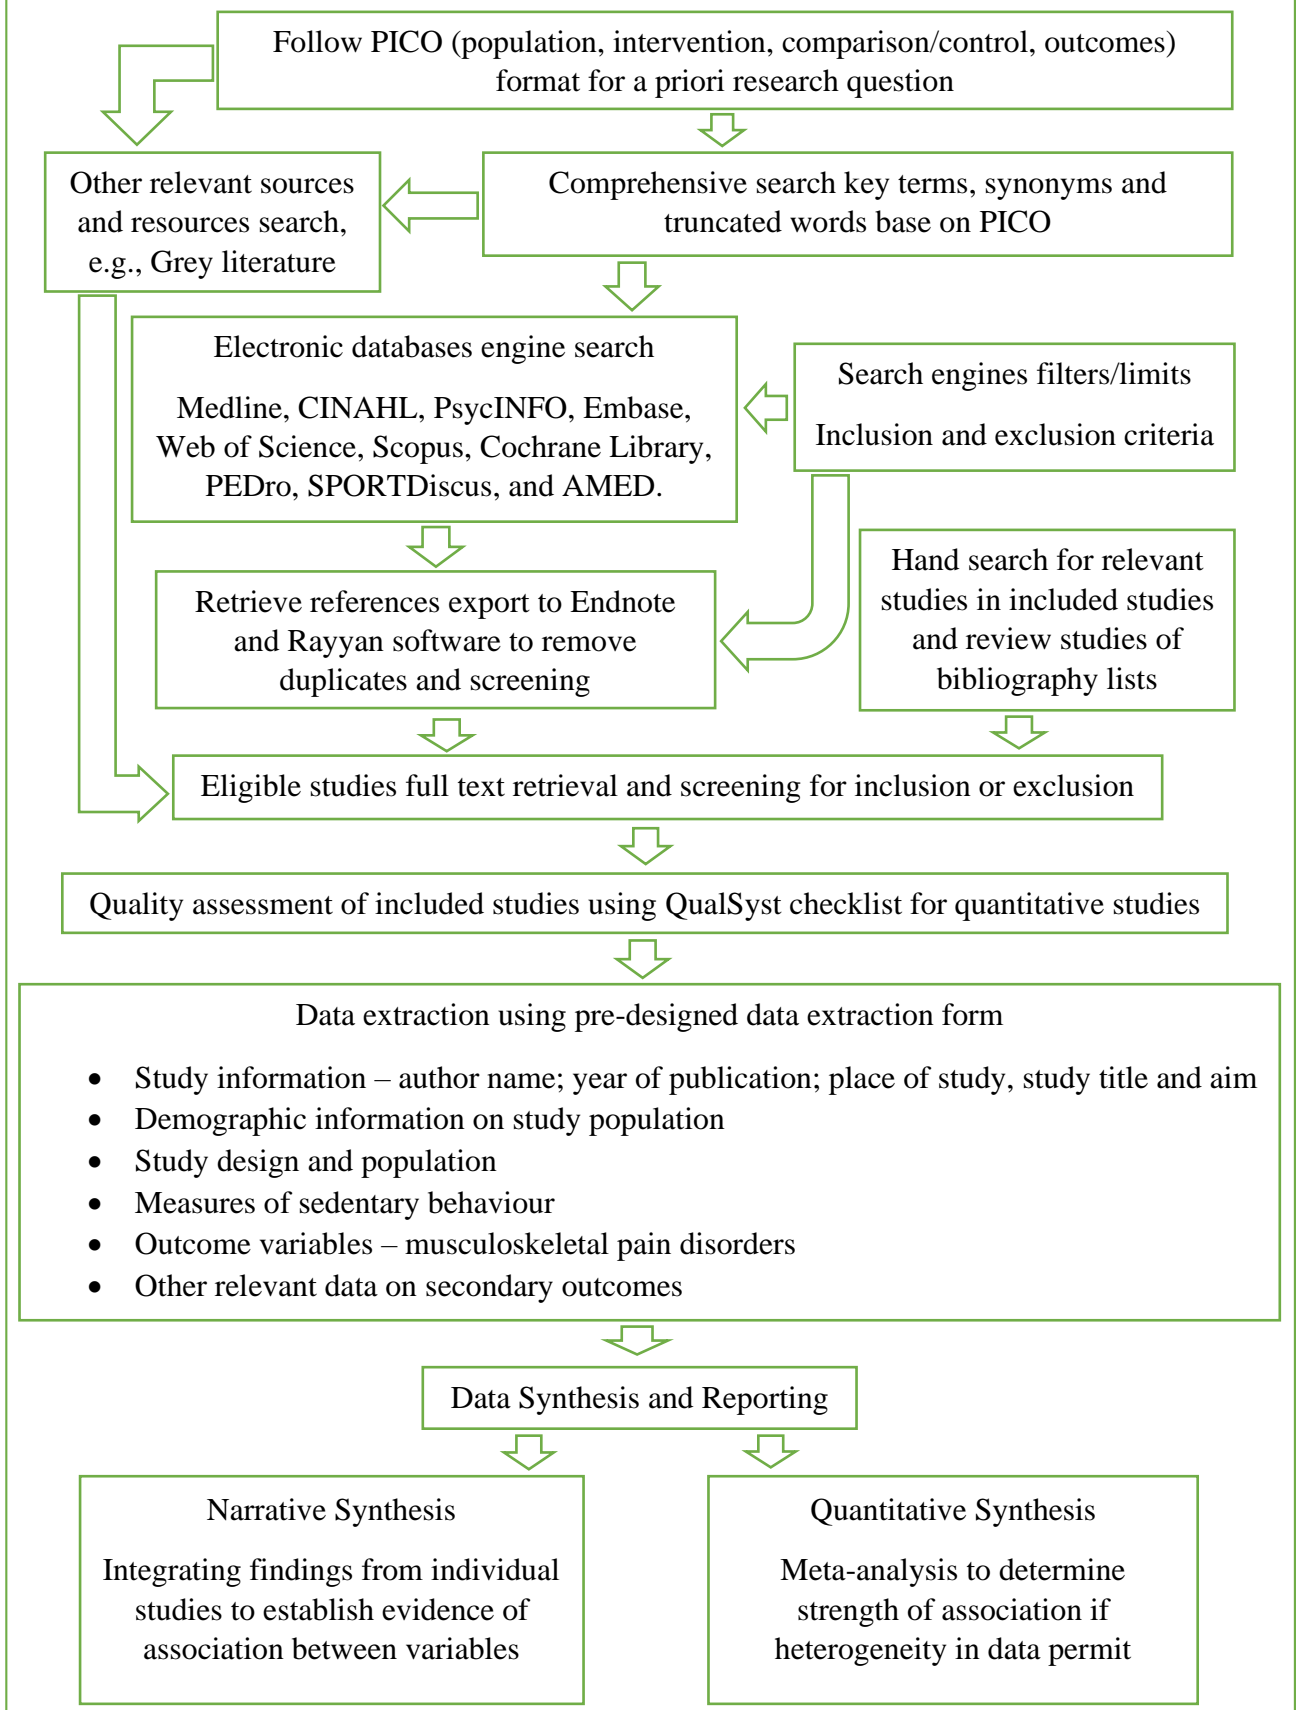 Follow PICO (population, intervention, comparison/control, outcomes)
format for a priori research question
Other relevant sources
and resources search,
e.g., Grey literature
Comprehensive search key terms, synonyms and
truncated words base on PICO
Electronic databases engine search
Medline, CINAHL, PsycINFO, Embase,
Web of Science, Scopus, Cochrane Library,
PEDro, SPORTDiscus, and AMED.
Search engines filters/limits
Inclusion and exclusion criteria
Retrieve references export to Endnote
and Rayyan software to remove
duplicates and screening
Hand search for relevant
studies in included studies
and review studies of
bibliography lists
Eligible studies full text retrieval and screening for inclusion or exclusion
Quality assessment of included studies using QualSyst checklist for quantitative studies
Data extraction using pre-designed data extraction form
• Study information – author name; year of publication; place of study, study title and aim
• Demographic information on study population
• Study design and population
• Measures of sedentary behaviour
• Outcome variables – musculoskeletal pain disorders
• Other relevant data on secondary outcomes
Data Synthesis and Reporting
Narrative Synthesis
Integrating findings from individual
studies to establish evidence of
association between variables
Quantitative Synthesis
Meta-analysis to determine
strength of association if
heterogeneity in data permit